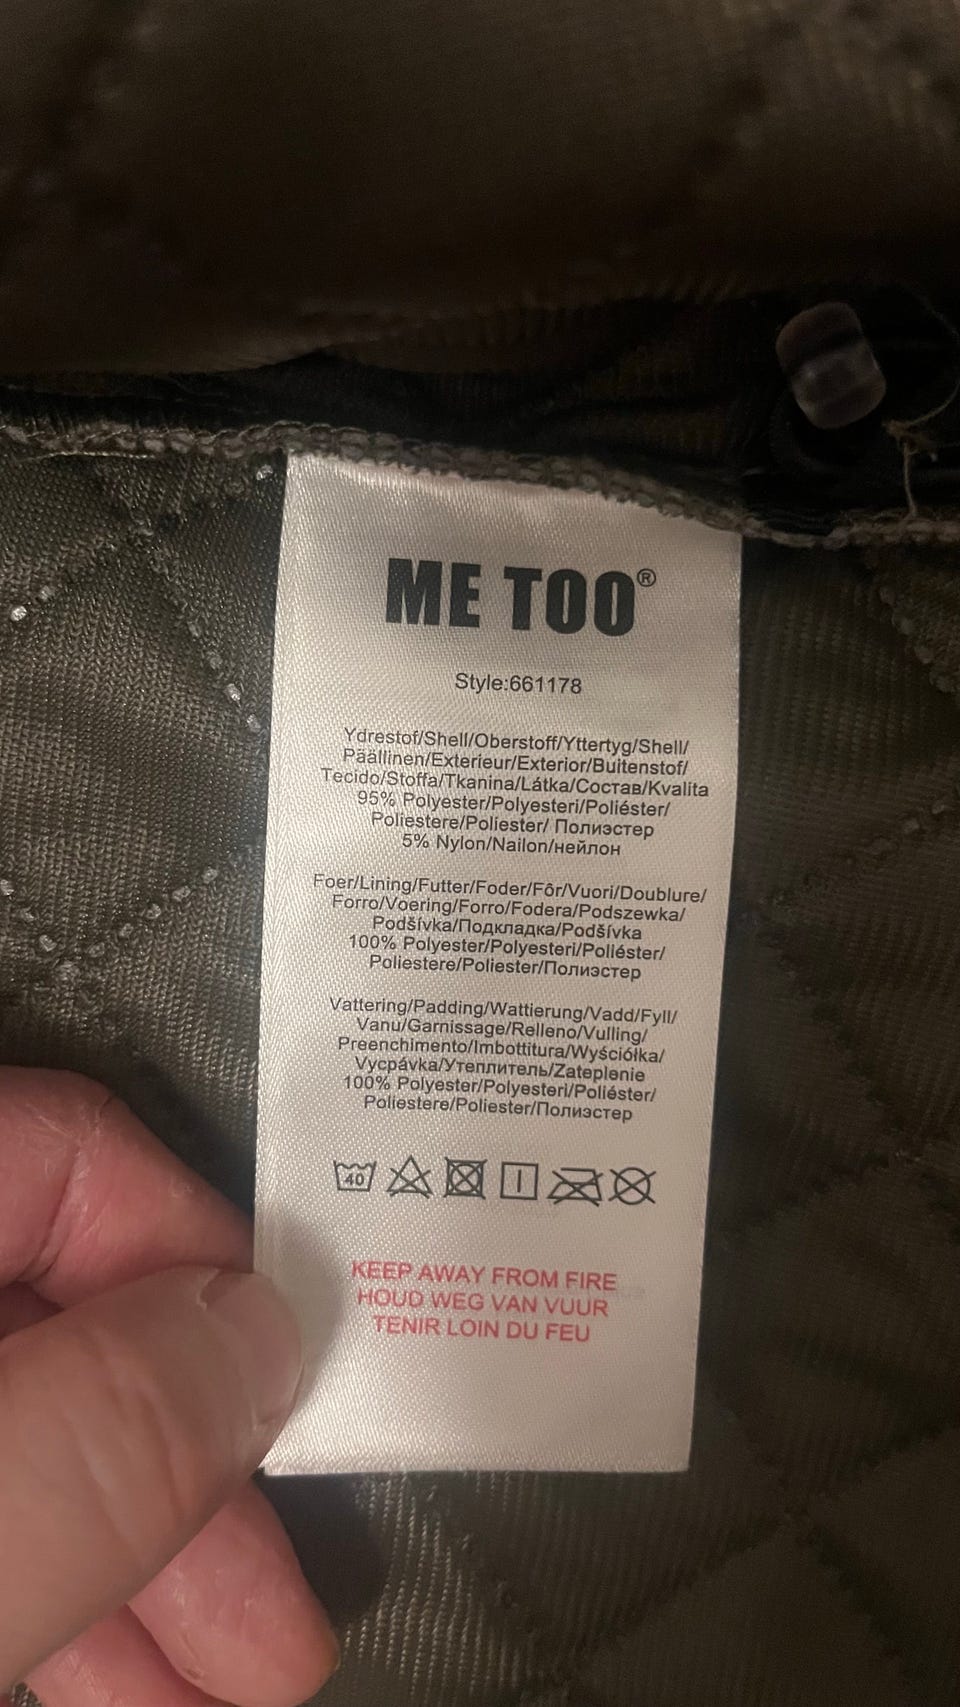 ME TOO®
Style:661178
Ydrestof/Shell/Oberstoff/Yttertyg/Shell/
Päällinen/Exterieur/Exterior/Buitenstof/
Tecido/Stoffa/Tkanina/Látka/Состав/Kvalita
95% Polyester/Polyesteri/Poliéster/
Poliestere/Poliester/ Полиэстер
5% Nylon/Nailon/нейлон
Foer/Lining/Futter/Foder/Fôr/Vuori/Doublure/
Forro/Voering/Forro/Fodera/Podszewka/
Podšívka/Подкладка/Podšívka
100% Polyester/Polyesteri/Poliéster/
Poliestere/Poliester/Полиэстер
Vattering/Padding/Wattierung/Vadd/Fyll/
Vanu/Garnissage/Relleno/Vulling/
Preenchimento/Imbottitura/Wyściółka/
Vycpávka/Утеплитель/Zateplenie
100% Polyester/Polyesteri/Poliéster/
Poliestere/Poliester/Полиэстер
40
KEEP AWAY FROM FIRE
HOUD WEG VAN VUUR
TENIR LOIN DU FEU